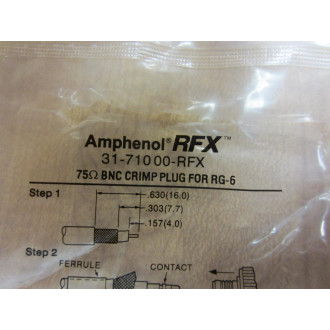 Amphenol® RFX™
31-71000-RFX
75Ω BNC CRIMP PLUG FOR RG-6
Step 1
.630(16.0)
.303(7.7)
.157(4.0)
Step 2
FERRULE
CONTACT